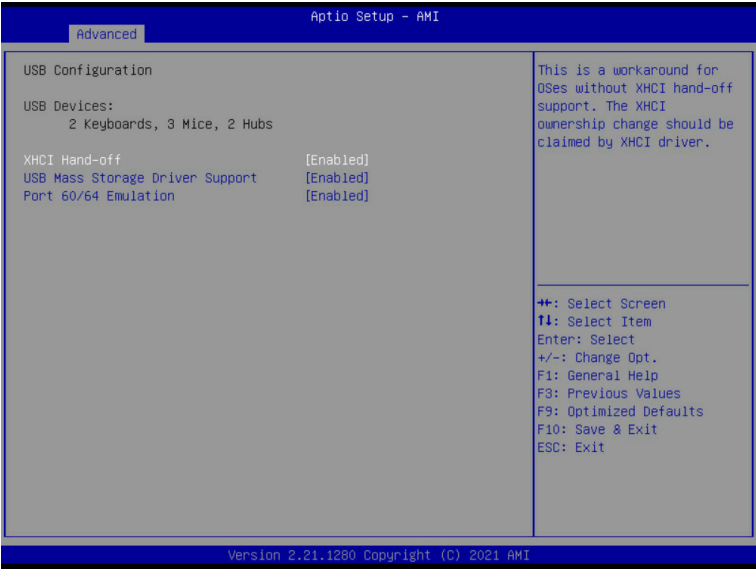 Aptio Setup – AMI
Advanced
USB Configuration
USB Devices:
2 Keyboards, 3 Mice, 2 Hubs
XHCI Hand-off [Enabled]
USB Mass Storage Driver Support [Enabled]
Port 60/64 Emulation [Enabled]
This is a workaround for
OSes without XHCI hand-off
support. The XHCI
ownership change should be
claimed by XHCI driver.
→←: Select Screen
↑↓: Select Item
Enter: Select
+/-: Change Opt.
F1: General Help
F3: Previous Values
F9: Optimized Defaults
F10: Save & Exit
ESC: Exit
Version 2.21.1280 Copyright (C) 2021 AMI